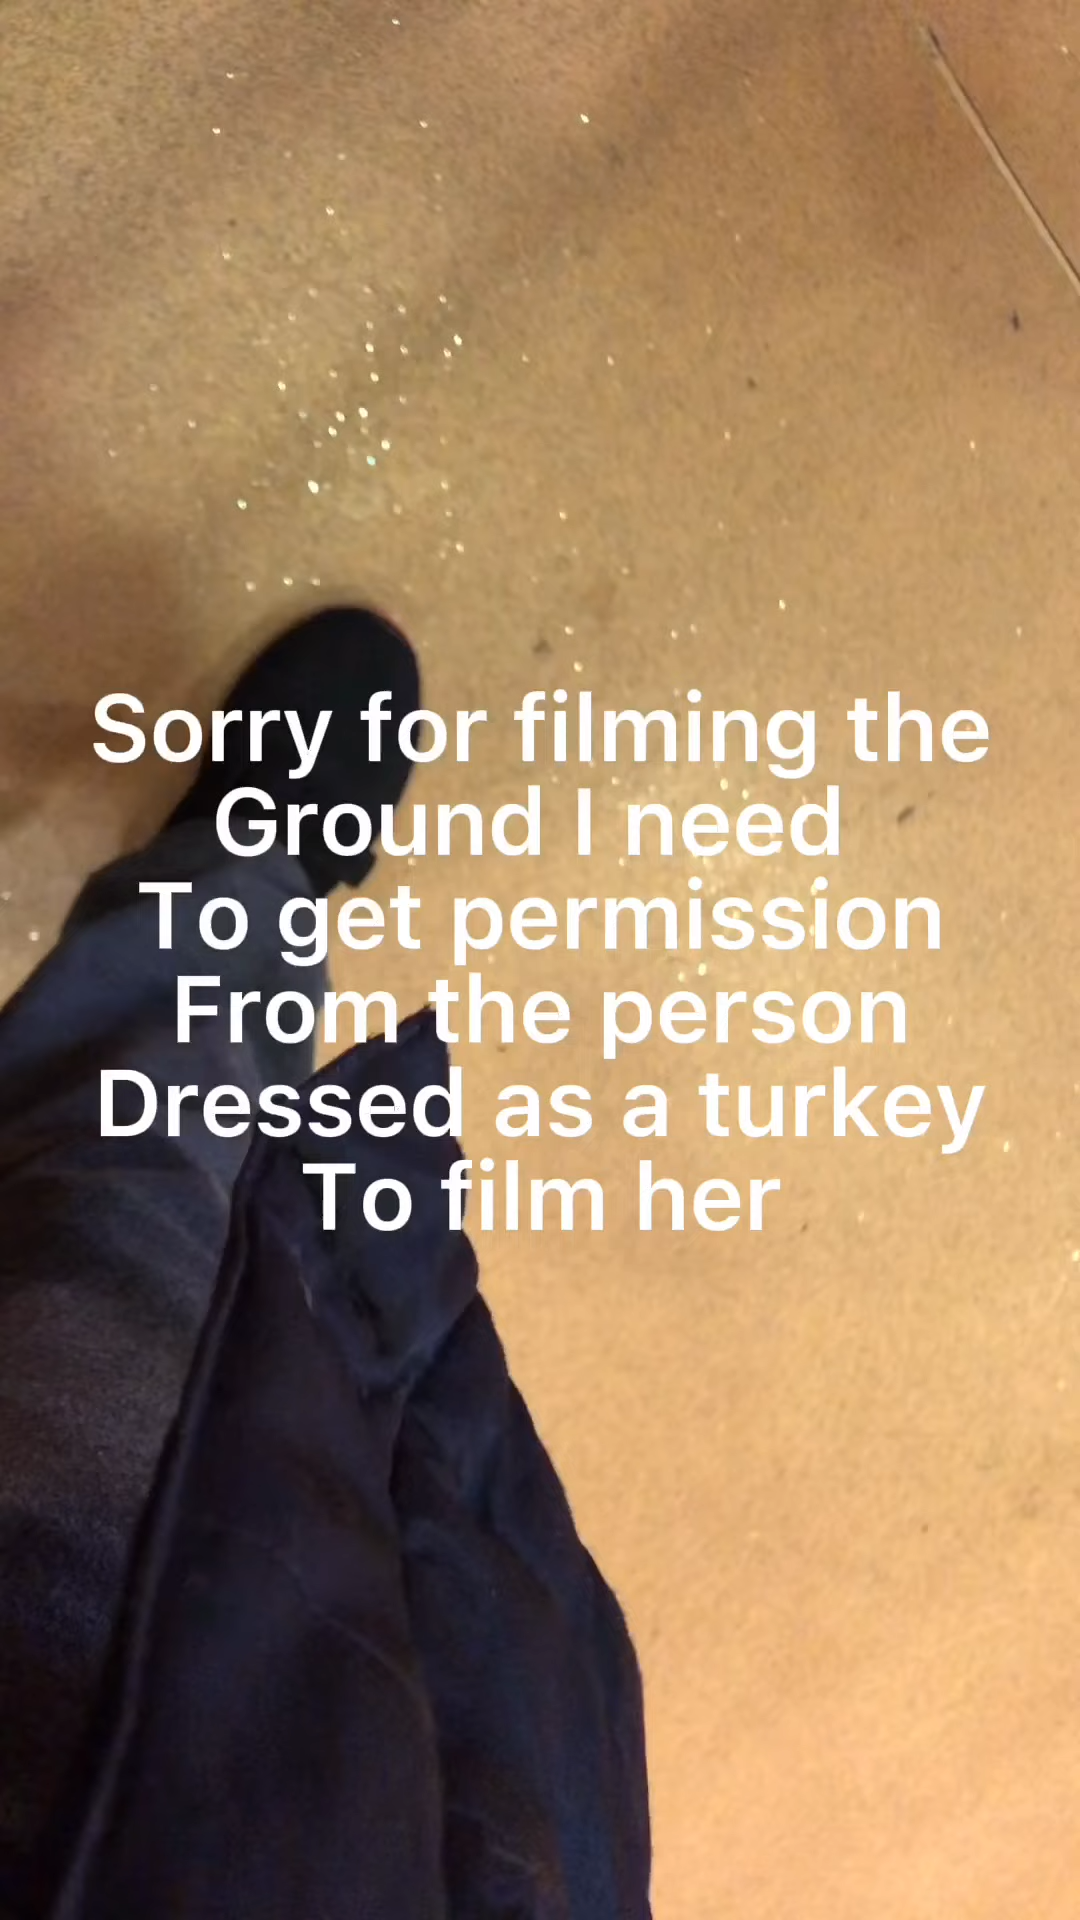 Sorry for filming the
Ground I need
To get permission
From the person
Dressed as a turkey
To film her